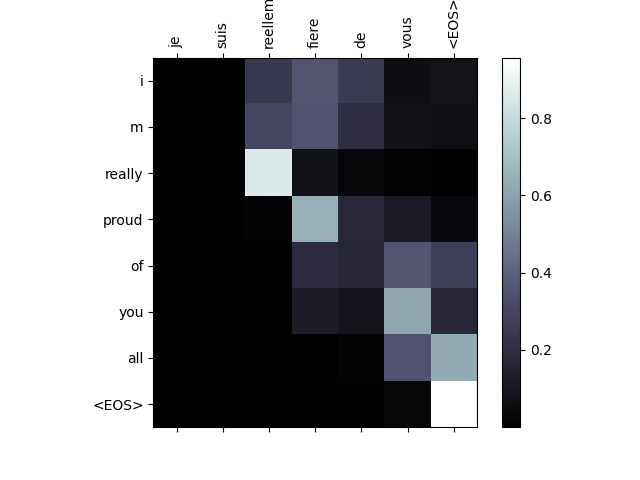 je suis reellem fiere de vous <EOS>
i
m
really
proud
of
you
all
<EOS>
0.8
0.6
0.4
0.2